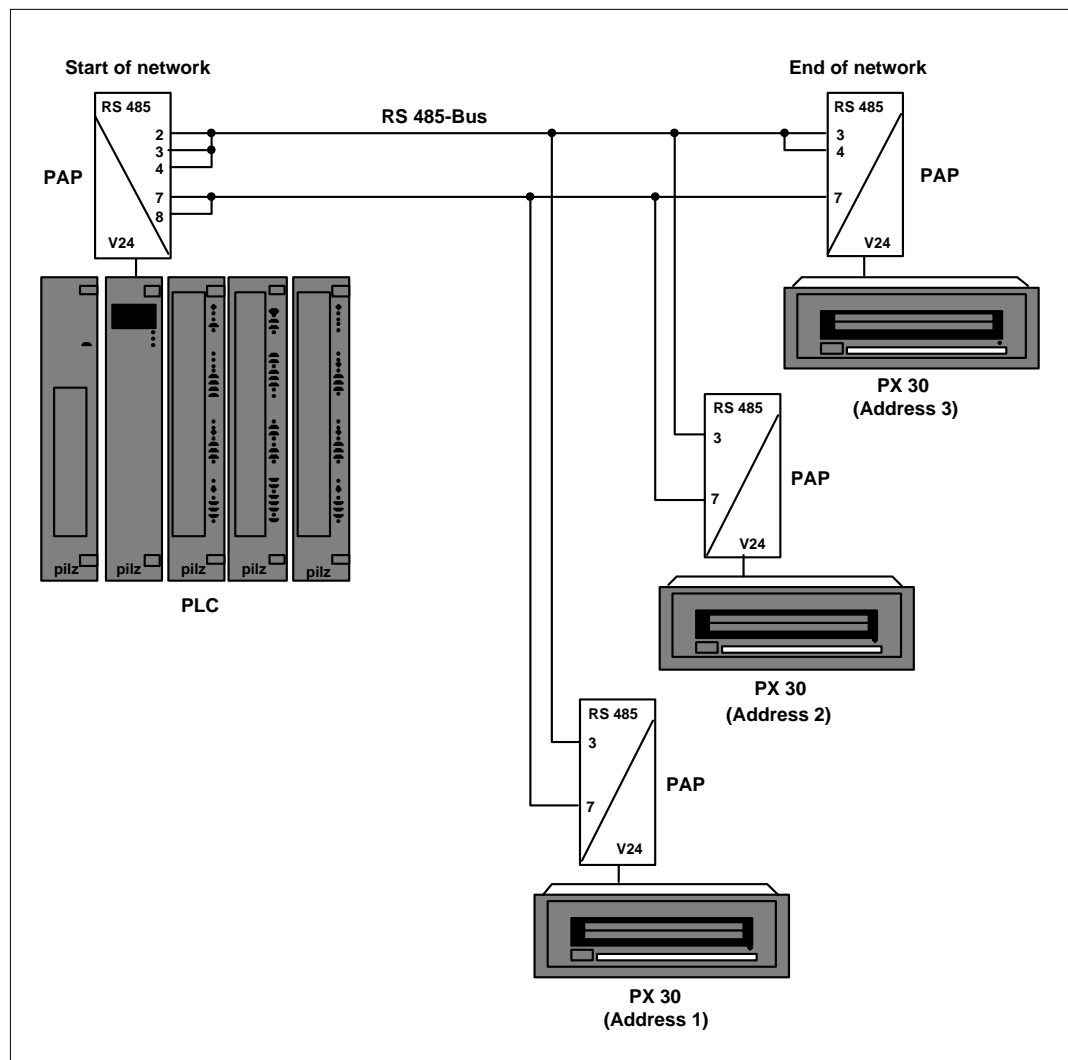 Start of network
End of network
RS 485
RS 485
RS 485-Bus
2
3
4
7
8
3
4
7
PAP
PAP
V24
V24
pilz
pilz
pilz
pilz
pilz
PLC
PX 30
(Address 3)
RS 485
3
7
PAP
V24
PX 30
(Address 2)
RS 485
3
7
PAP
V24
PX 30
(Address 1)